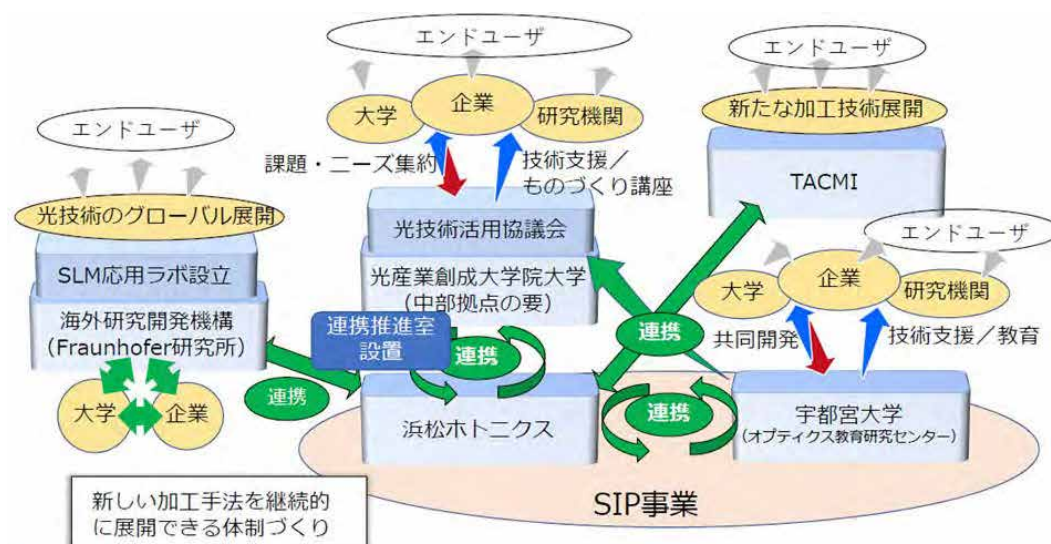 エンドユーザ
大学
企業
研究機関
課題・ニーズ集約
技術支援/
ものづくり講座
光技術活用協議会
光産業創成大学院大学
(中部拠点の要)
エンドユーザ
新たな加工技術展開
TACMI
エンドユーザ
光技術のグローバル展開
SLM応用ラボ設立
海外研究開発機構
(Fraunhofer研究所)
大学
企業
連携
連携推進室
設置
連携
浜松ホトニクス
連携
連携
エンドユーザ
大学
企業
研究機関
共同開発
技術支援/教育
宇都宮大学
(オプティクス教育研究センター)
SIP事業
新しい加工手法を継続的
に展開できる体制づくり